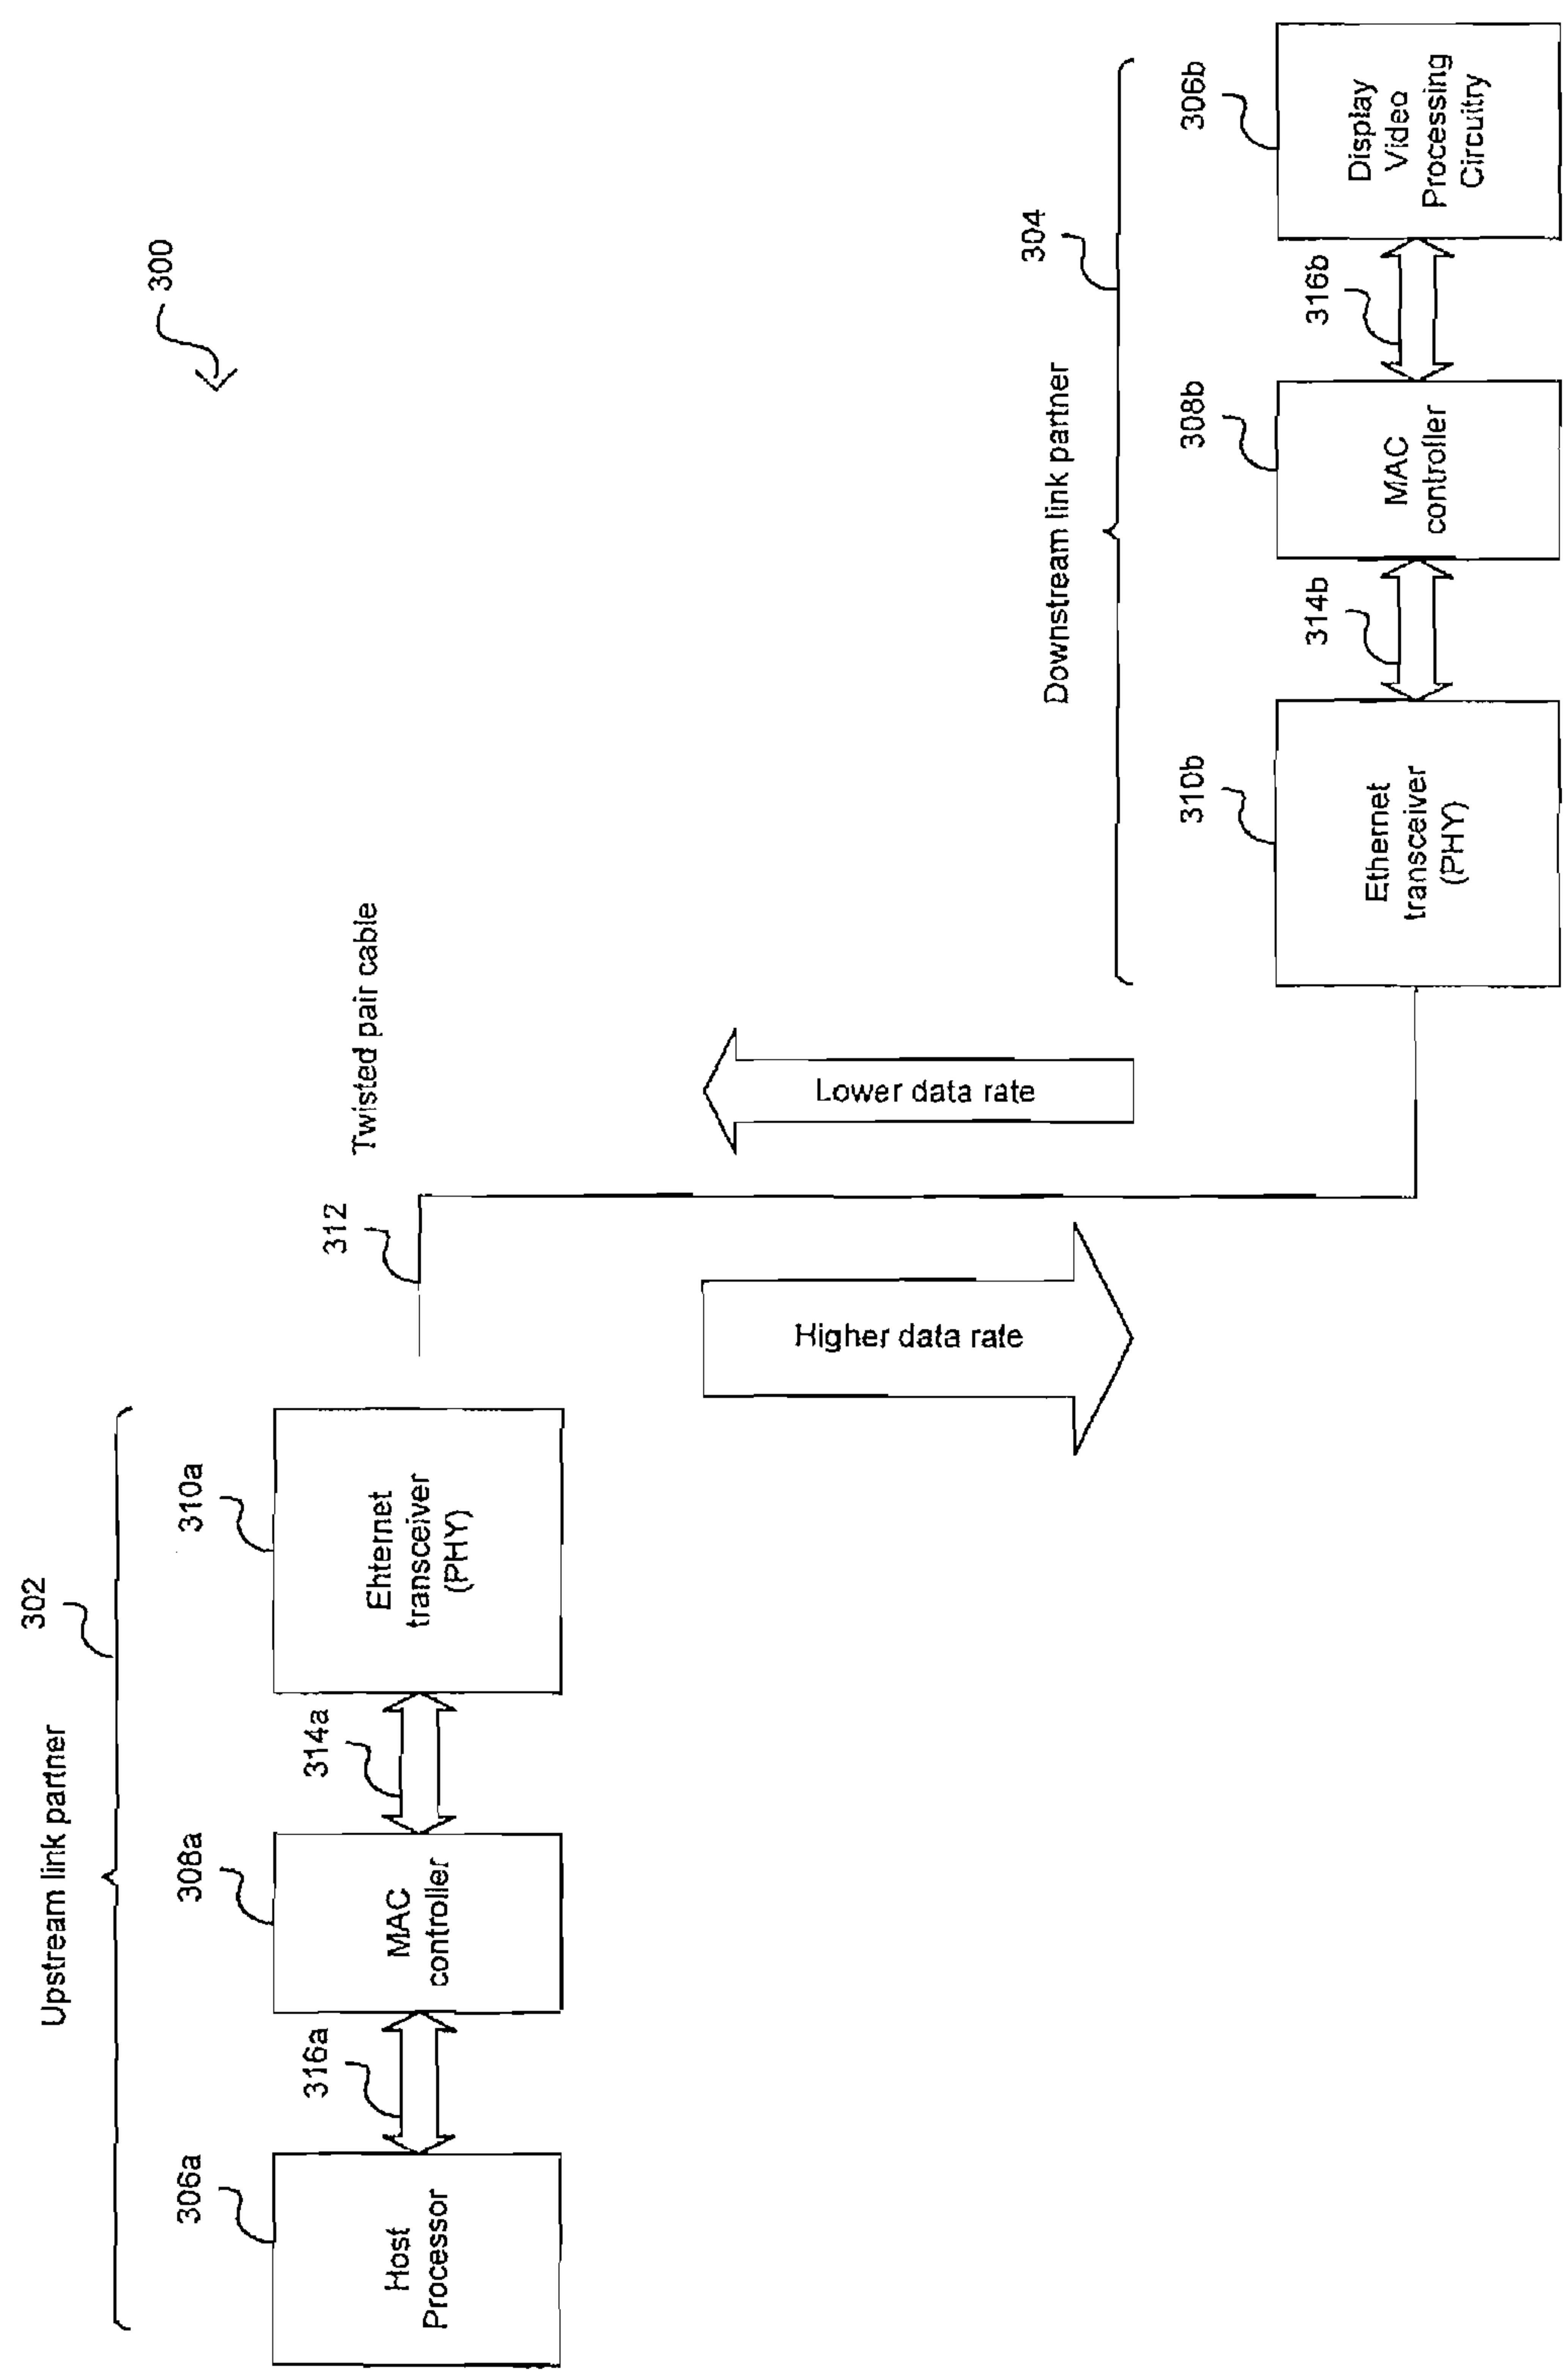 300
Upstream link partner
302
306a
Host
Processor
316a
308a
MAC
controller
314a
310a
Ehternet
transceiver
(PHY)
312
Twisted pair cable
Higher data rate
Lower data rate
Downstream link partner
304
310b
Ethernet
transceiver
(PHY)
314b
308b
MAC
controller
316b
306b
Display
Video
Processing
Circuitry